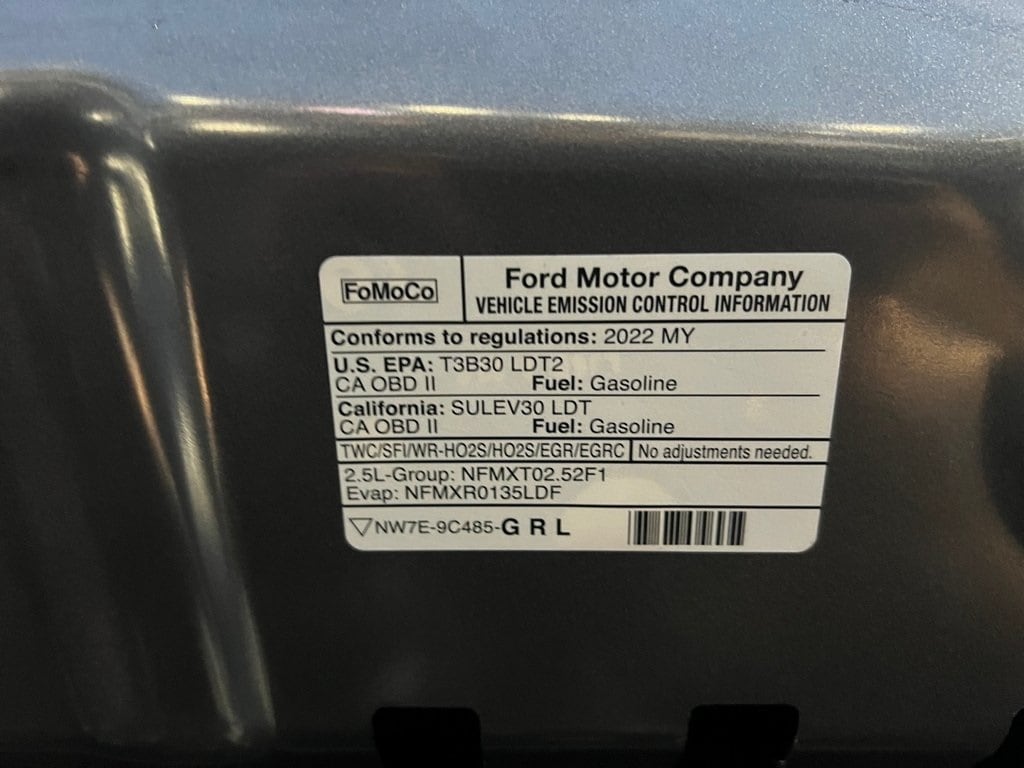 FoMoCo
Ford Motor Company
VEHICLE EMISSION CONTROL INFORMATION
Conforms to regulations: 2022 MY
U.S. EPA: T3B30 LDT2
CA OBD II Fuel: Gasoline
California: SULEV30 LDT
CA OBD II Fuel: Gasoline
TWC/SFI/WR-HO2S/HO2S/EGR/EGRC No adjustments needed.
2.5L-Group: NFMXT02.52F1
Evap: NFMXR0135LDF
NW7E-9C485-G R L